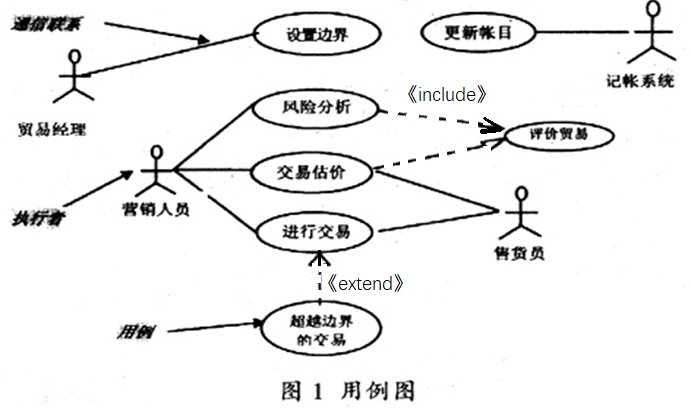 通信联系
设置边界
更新帐目
贸易经理
记帐系统
风险分析
《include》
评价贸易
交易估价
营销人员
执行者
进行交易
售货员
《extend》
用例
超越边界
的交易
图 1 用例图